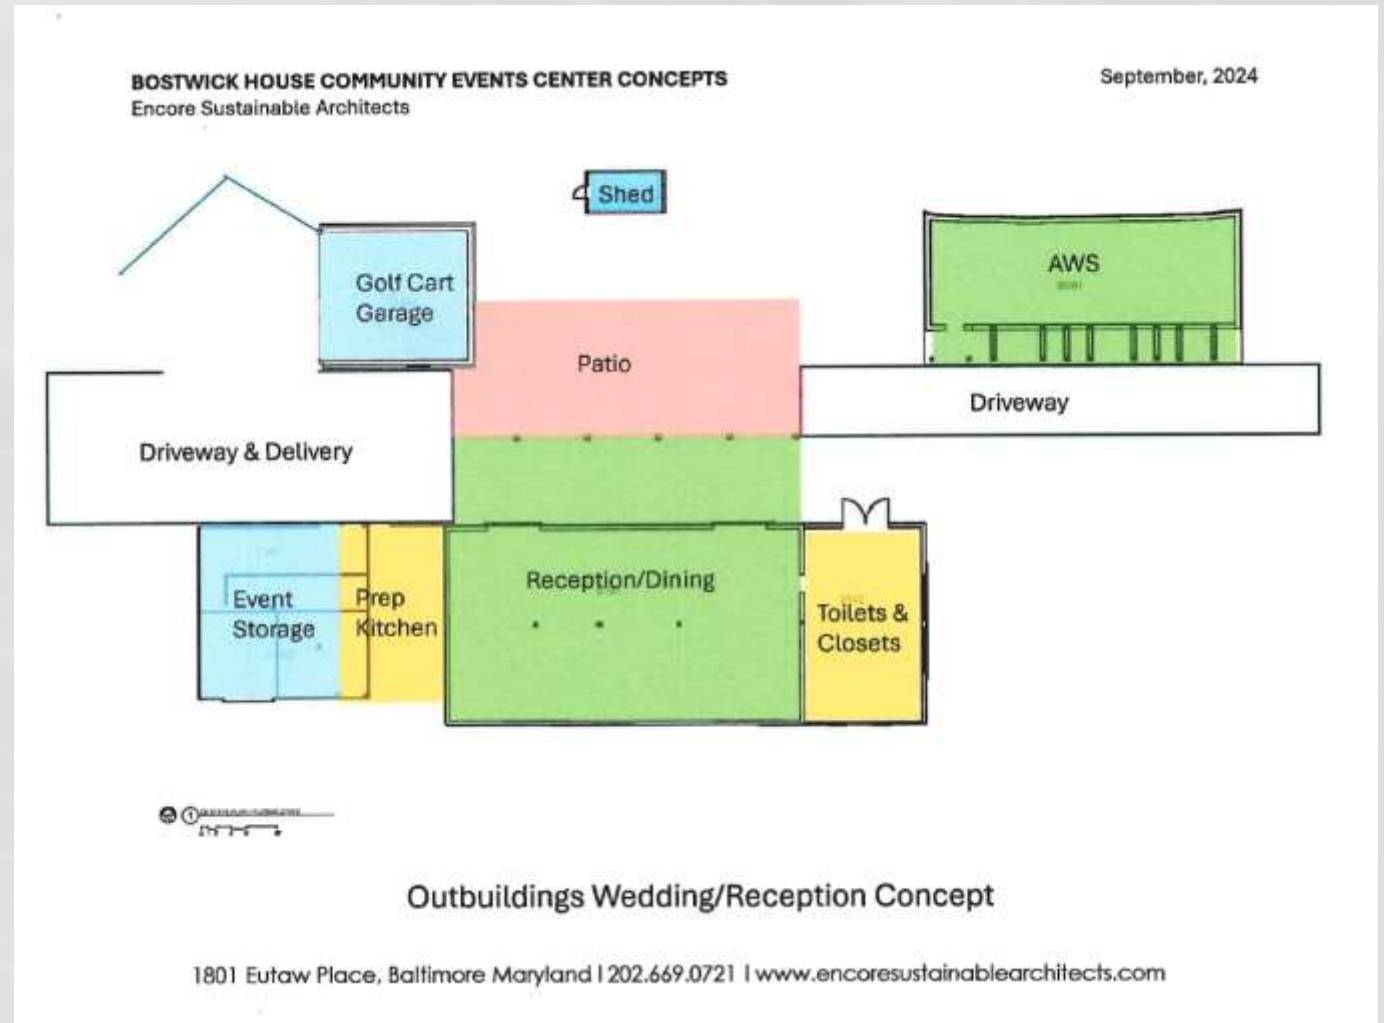 BOSTWICK HOUSE COMMUNITY EVENTS CENTER CONCEPTS
September, 2024
Encore Sustainable Architects
Shed
AWS
Golf Cart
Garage
Patio
Driveway
Driveway & Delivery
Reception/Dining
Event
Storage
Prep
Kitchen
Toilets &
Closets
1
Outbuildings Wedding/Reception Concept
1801 Eutaw Place, Baltimore Maryland | 202.669.0721 | www.encoresustainablearchitects.com